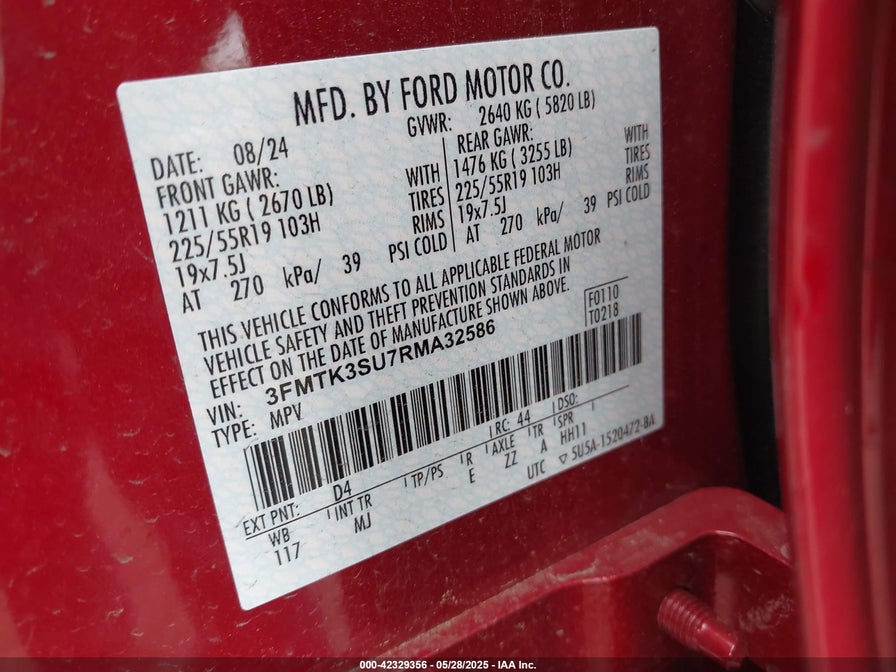 MFD. BY FORD MOTOR CO.
DATE: 08/24 GVWR: 2640 KG ( 5820 LB)
FRONT GAWR: REAR GAWR:
1211 KG ( 2670 LB) WITH 1476 KG ( 3255 LB) WITH
225/55R19 103H TIRES 225/55R19 103H TIRES
19x7.5J RIMS 19x7.5J RIMS
AT 270 kPa/ 39 PSI COLD AT 270 kPa/ 39 PSI COLD
THIS VEHICLE CONFORMS TO ALL APPLICABLE FEDERAL MOTOR
VEHICLE SAFETY AND THEFT PREVENTION STANDARDS IN
EFFECT ON THE DATE OF MANUFACTURE SHOWN ABOVE.
F0110
T0218
VIN: 3FMTK3SU7RMA32586
TYPE: MPV
EXT PNT: D4 RC: 44 DSO:
WB INT TR TP/PS R AXLE TR SPR
117 MJ E ZZ A HH11
UTC ▽ 5U5A-1520472-BA
000-42329356 | 05/28/2025 - IAA Inc.